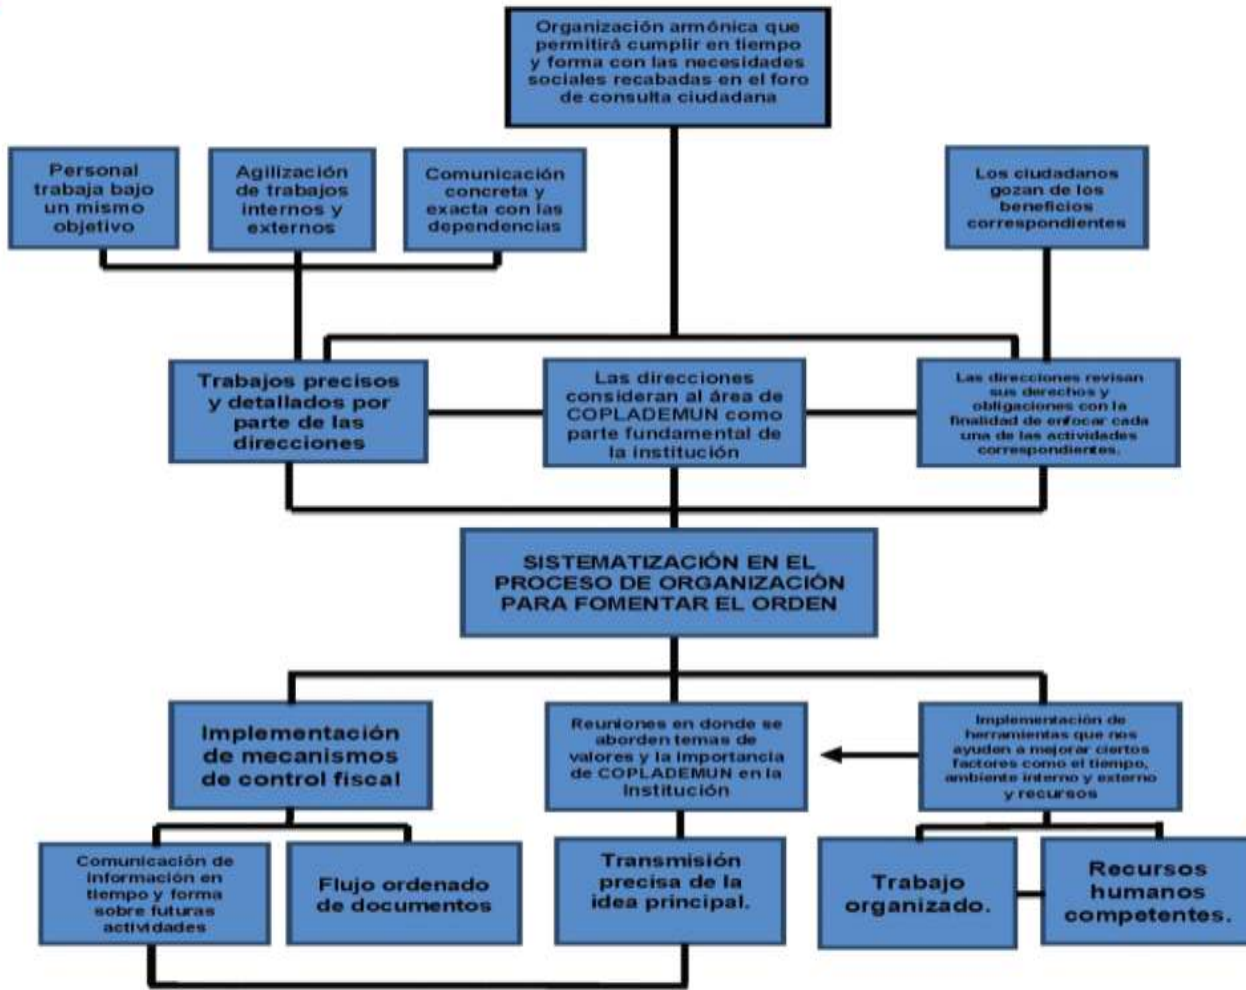 Organización armónica que
permitirá cumplir en tiempo
y forma con las necesidades
sociales recabadas en el foro
de consulta ciudadana
Personal
trabaja bajo
un mismo
objetivo
Agilización
de trabajos
internos y
externos
Comunicación
concreta y
exacta con las
dependencias
Los ciudadanos
gozan de los
beneficios
correspondientes
Trabajos precisos
y detallados por
parte de las
direcciones
Las direcciones
consideran al área de
COPLADEMUN como
parte fundamental de
la institución
Las direcciones revisan
sus derechos y
obligaciones con la
finalidad de enfocar cada
una de las actividades
correspondientes.
SISTEMATIZACIÓN EN EL
PROCESO DE ORGANIZACIÓN
PARA FOMENTAR EL ORDEN
Implementación
de mecanismos
de control fiscal
Reuniones en donde se
aborden temas de
valores y la importancia
de COPLADEMUN en la
Institución
Implementación de
herramientas que nos
ayuden a mejorar ciertos
factores como el tiempo,
ambiente interno y externo
y recursos
Comunicación de
información en
tiempo y forma
sobre futuras
actividades
Flujo ordenado
de documentos
Transmisión
precisa de la
idea principal.
Trabajo
organizado.
Recursos
humanos
competentes.